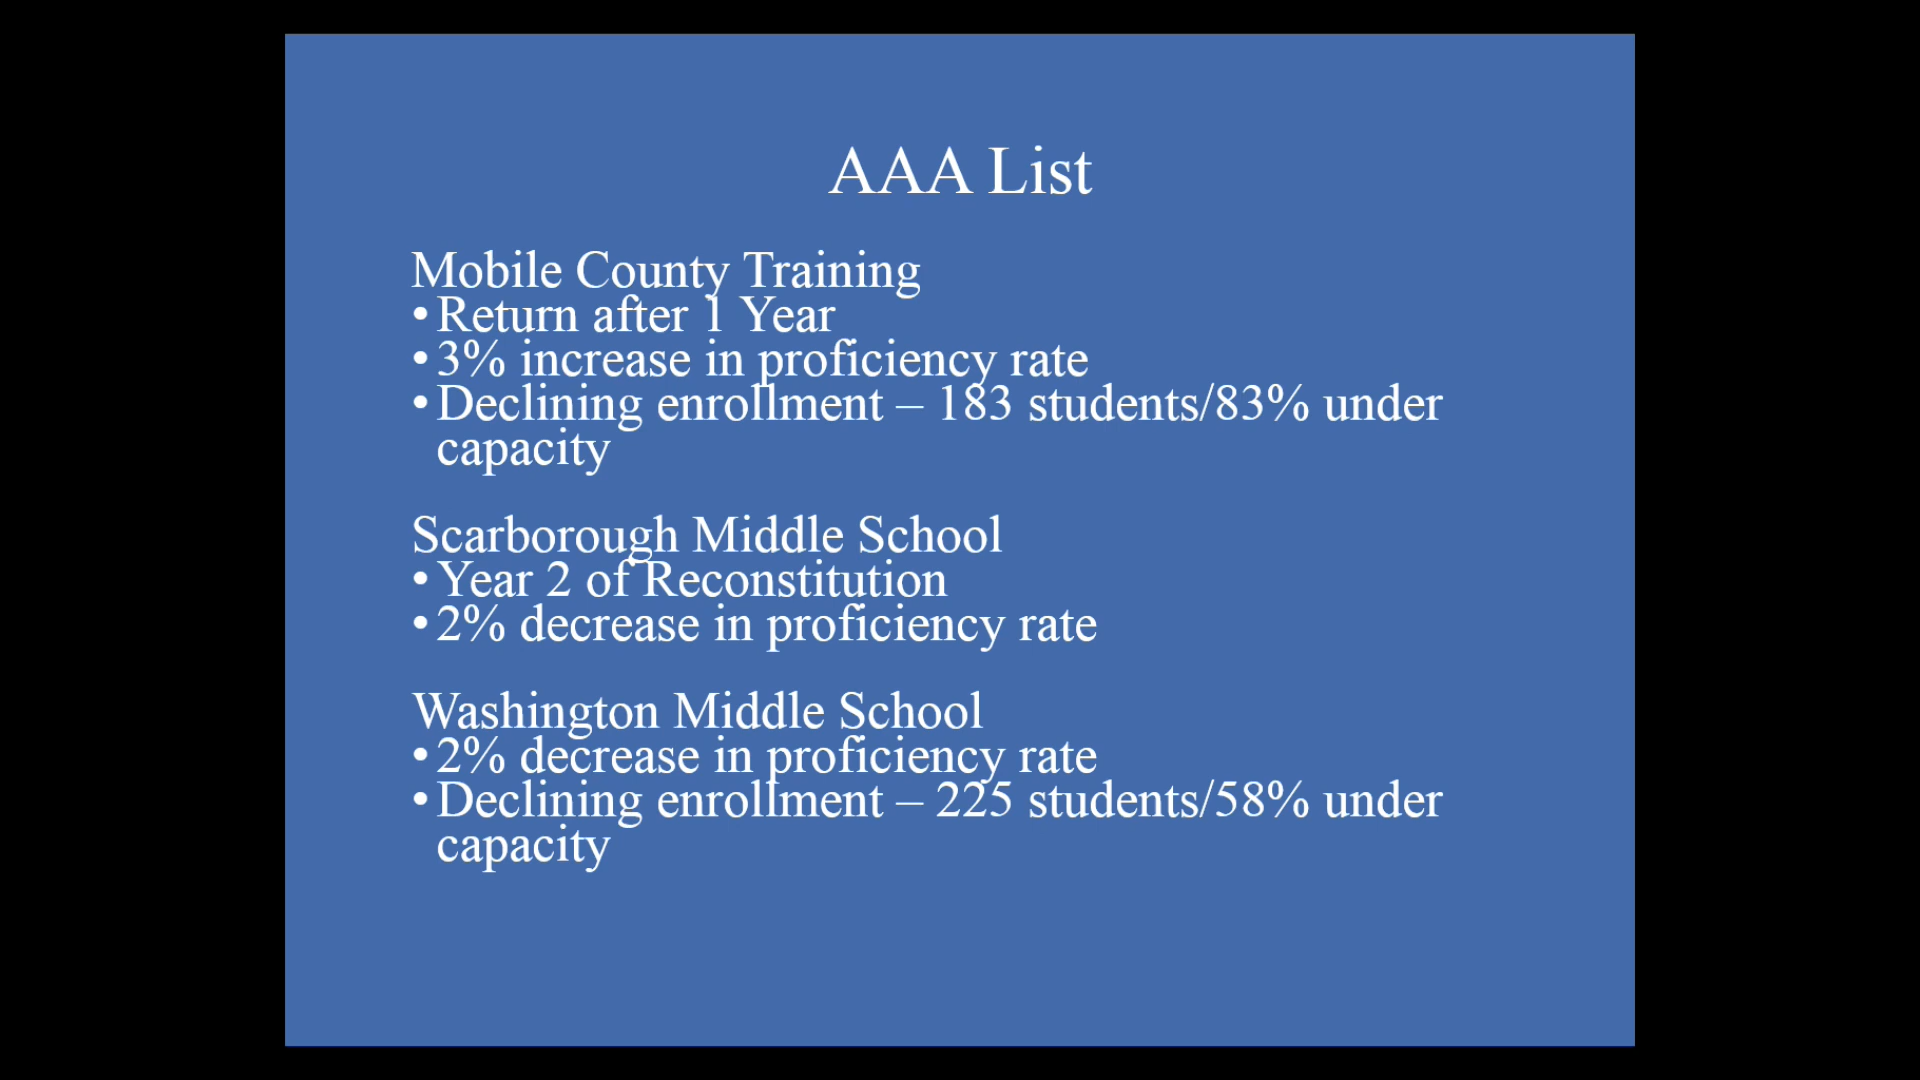 AAA List
Mobile County Training
•Return after 1 Year
•3% increase in proficiency rate
•Declining enrollment – 183 students/83% under
capacity
Scarborough Middle School
•Year 2 of Reconstitution
•2% decrease in proficiency rate
Washington Middle School
•2% decrease in proficiency rate
•Declining enrollment – 225 students/58% under
capacity